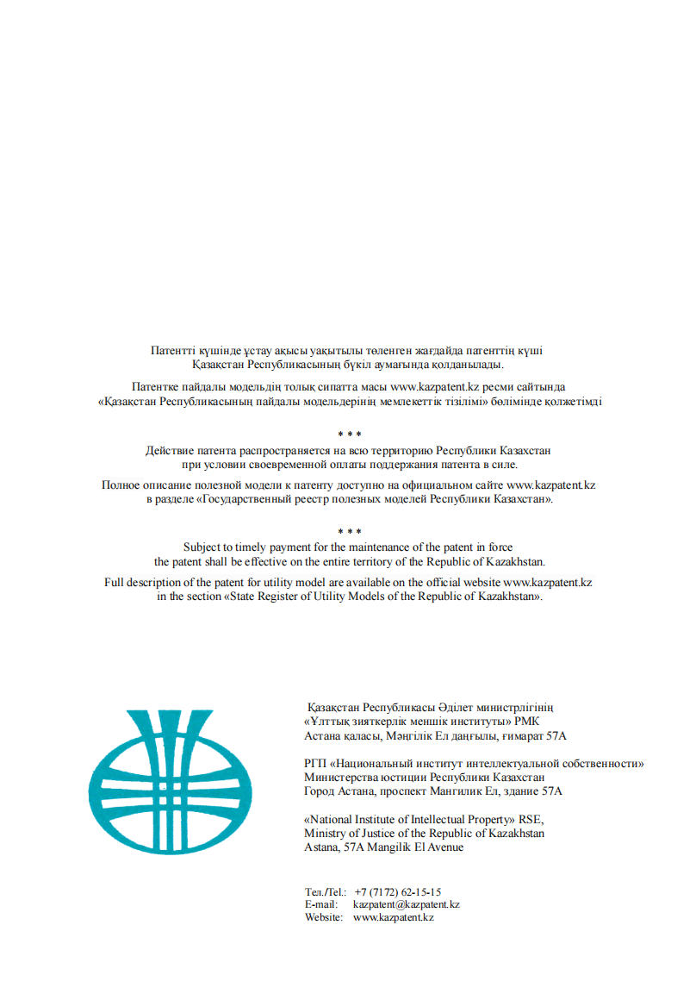 Патентті күшінде ұстау ақысы уақытылы төленген жағдайда патенттің күші
Қазақстан Республикасының бүкіл аумағында қолданылады.
Патентке пайдалы модельдің толық сипатта масы www.kazpatent.kz ресми сайтында
«Қазақстан Республикасының пайдалы модельдерінің мемлекеттік тізілімі» бөлімінде қолжетімді
* * *
Действие патента распространяется на всю территорию Республики Казахстан
при условии своевременной оплаты поддержания патента в силе.
Полное описание полезной модели к патенту доступно на официальном сайте www.kazpatent.kz
в разделе «Государственный реестр полезных моделей Республики Казахстан».
* * *
Subject to timely payment for the maintenance of the patent in force
the patent shall be effective on the entire territory of the Republic of Kazakhstan.
Full description of the patent for utility model are available on the official website www.kazpatent.kz
in the section «State Register of Utility Models of the Republic of Kazakhstan».
Қазақстан Республикасы Әділет министрлігінің
«Ұлттық зияткерлік меншік институты» РМК
Астана қаласы, Мәңгілік Ел даңғылы, ғимарат 57А
РГП «Национальный институт интеллектуальной собственности»
Министерства юстиции Республики Казахстан
Город Астана, проспект Мангилик Ел, здание 57А
«National Institute of Intellectual Property» RSE,
Ministry of Justice of the Republic of Kazakhstan
Astana, 57A Mangilik El Avenue
Тел./Tel.: +7 (7172) 62-15-15
E-mail: kazpatent@kazpatent.kz
Website: www.kazpatent.kz